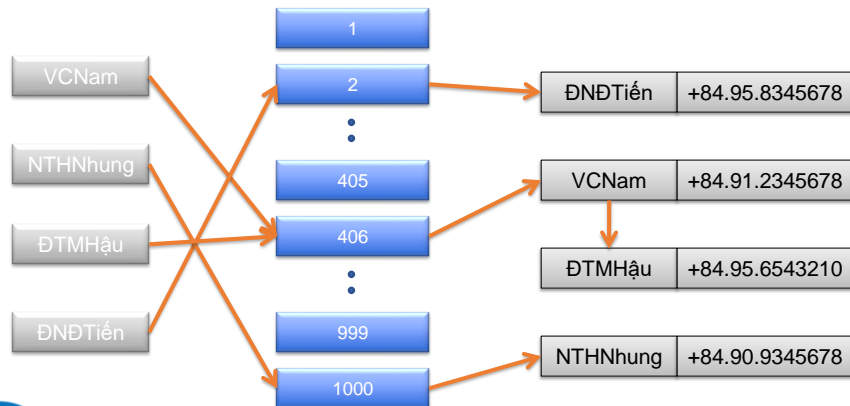 1
VCNam
2
ĐNĐTiến +84.95.8345678
NTHNhung
405
VCNam +84.91.2345678
ĐTMHậu
406
ĐTMHậu +84.95.6543210
ĐNĐTiến
999
NTHNhung +84.90.9345678
1000